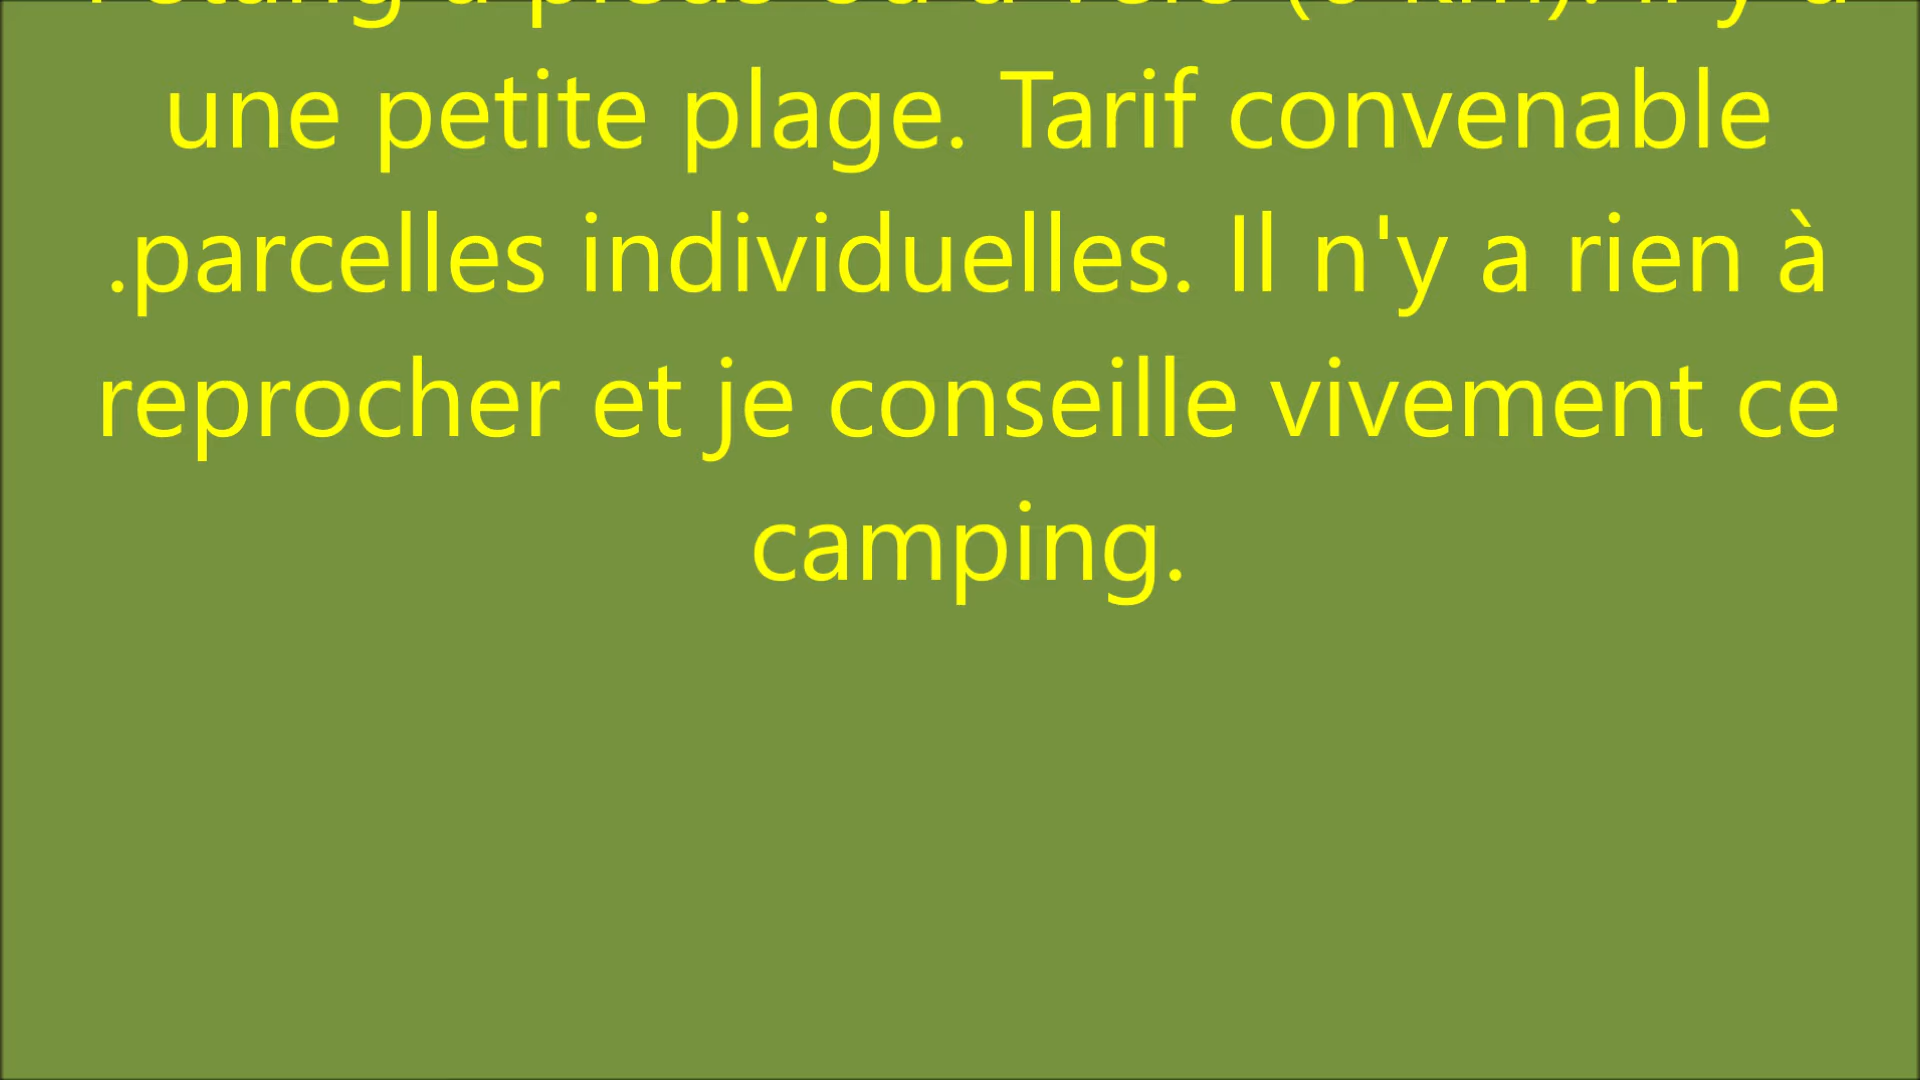 une petite plage. Tarif convenable
.parcelles individuelles. Il n'y a rien à
reprocher et je conseille vivement ce
camping.